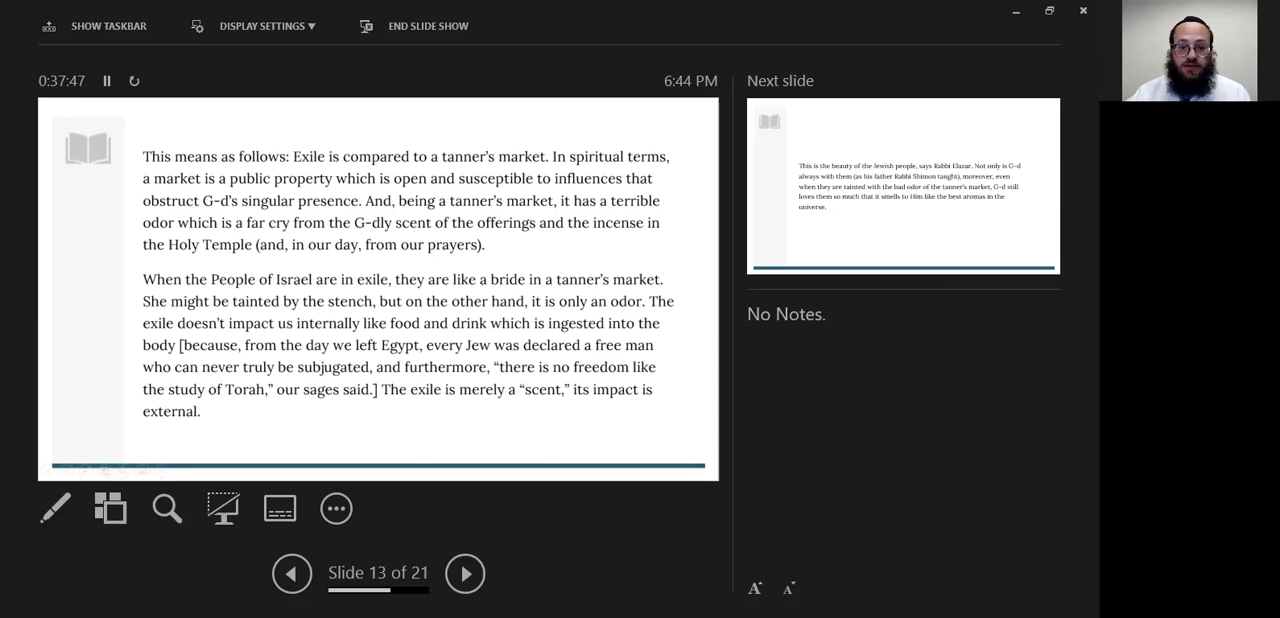 SHOW TASKBAR
DISPLAY SETTINGS ▼
END SLIDE SHOW
0:37:47
6:44 PM
Next slide
This means as follows: Exile is compared to a tanner’s market. In spiritual terms,
a market is a public property which is open and susceptible to influences that
obstruct G-d’s singular presence. And, being a tanner’s market, it has a terrible
odor which is a far cry from the G-dly scent of the offerings and the incense in
the Holy Temple (and, in our day, from our prayers).
When the People of Israel are in exile, they are like a bride in a tanner’s market.
She might be tainted by the stench, but on the other hand, it is only an odor. The
exile doesn’t impact us internally like food and drink which is ingested into the
body [because, from the day we left Egypt, every Jew was declared a free man
who can never truly be subjugated, and furthermore, “there is no freedom like
the study of Torah,” our sages said.] The exile is merely a “scent,” its impact is
external.
This is the beauty of the Jewish people, says Rabbi Elazar. Not only is G-d
always with them (as his father Rabbi Shimon taught), moreover, even
when they are tainted with the bad odor of the tanner’s market, G-d still
loves them so much that it smells to Him like the best aromas in the
universe.
No Notes.
Slide 13 of 21
A A